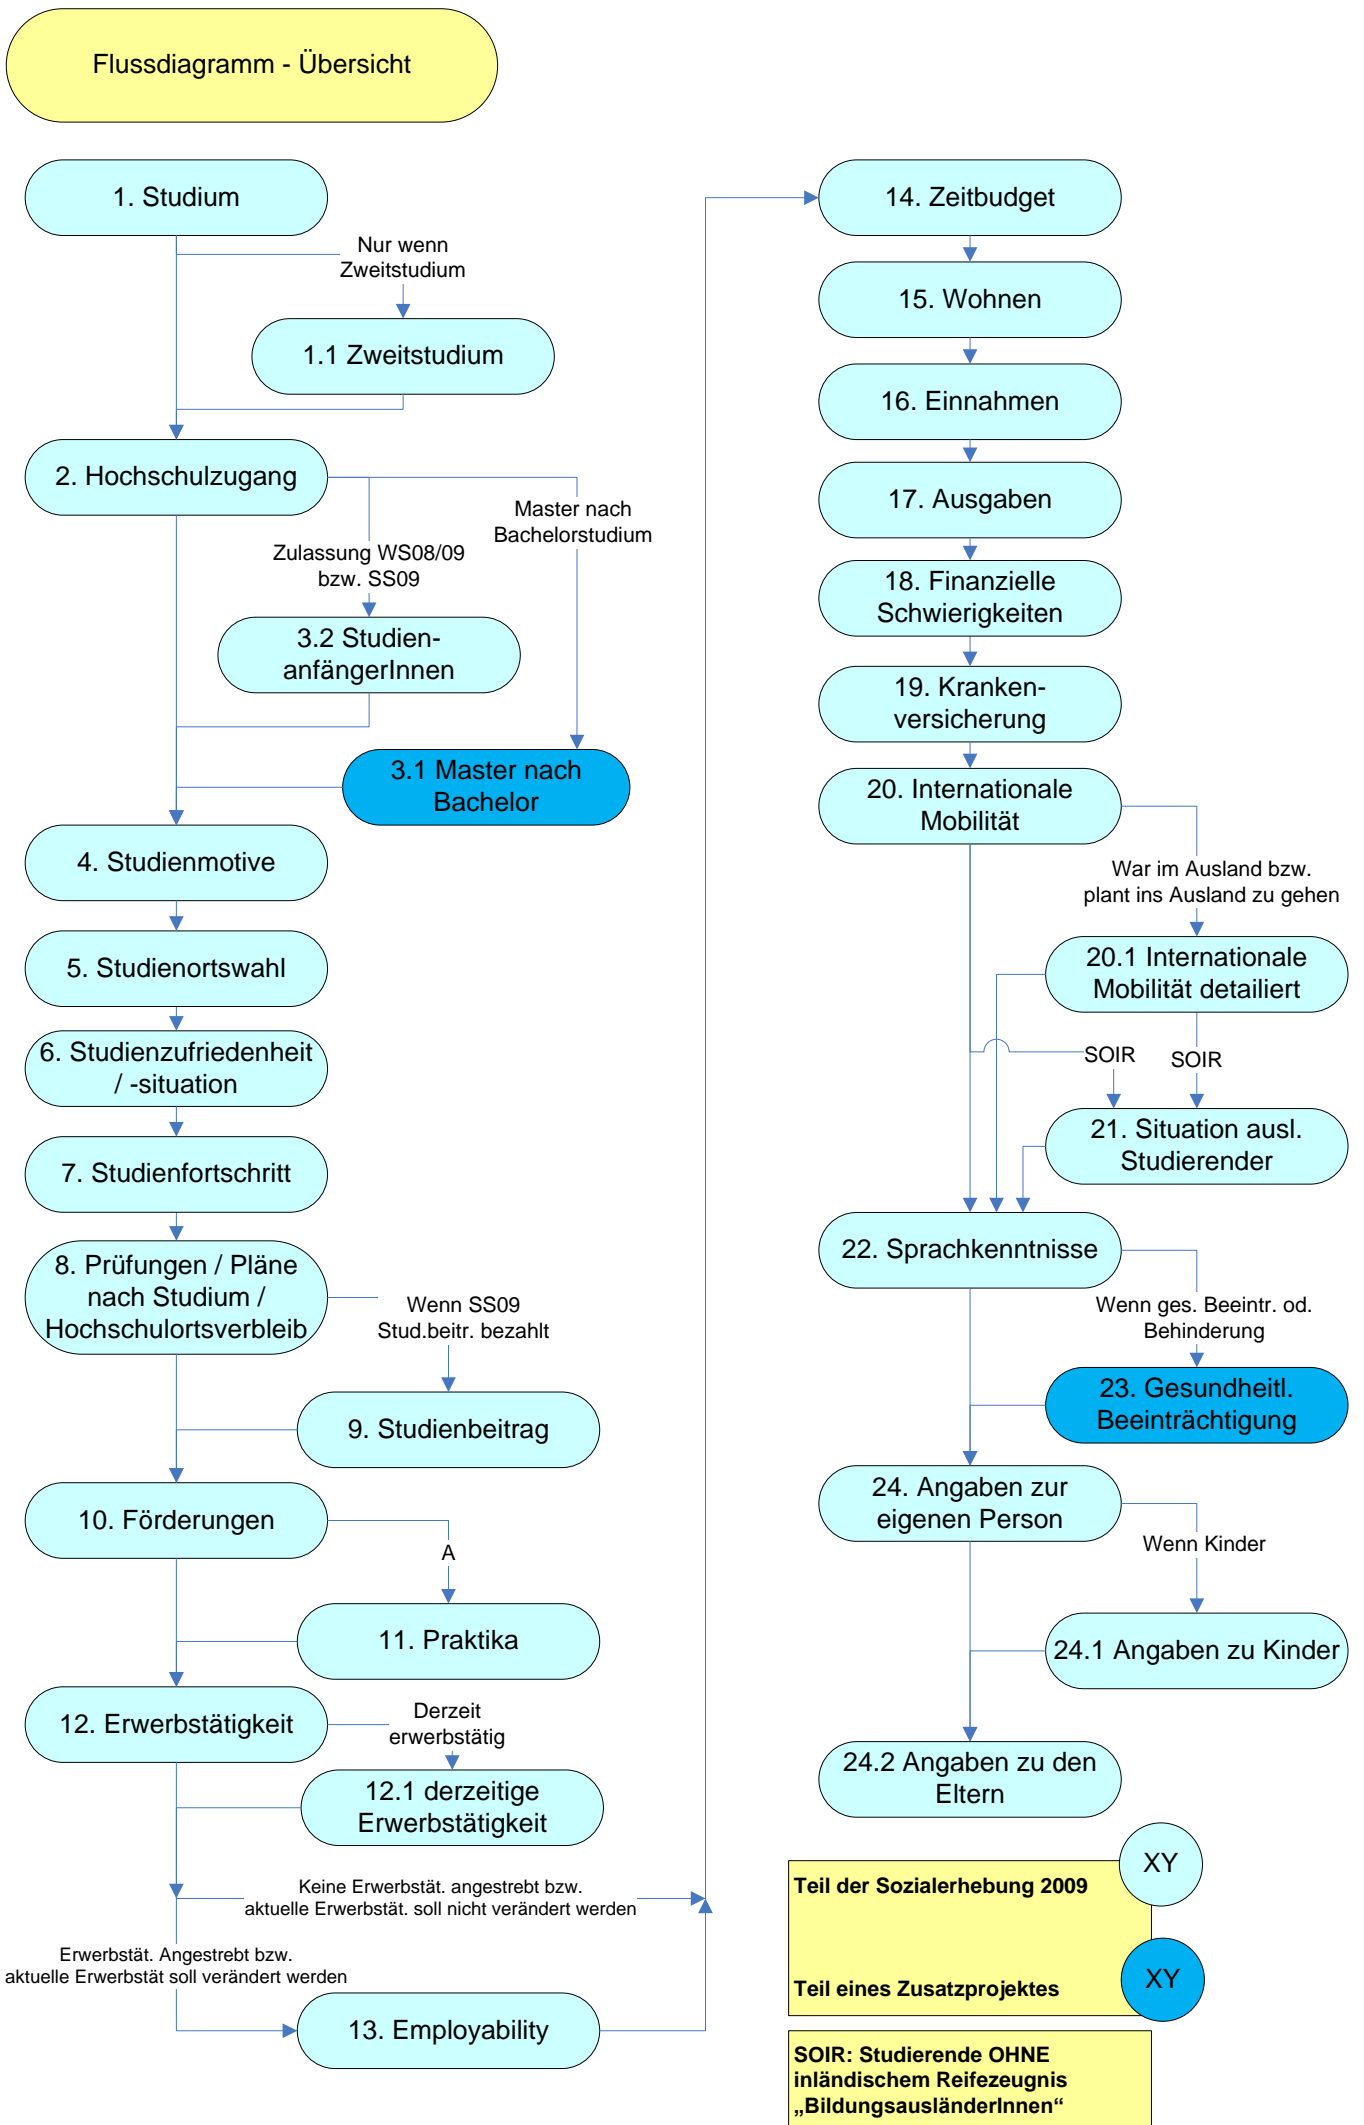 Flussdiagramm - Übersicht
1. Studium
Nur wenn
Zweitstudium
1.1 Zweitstudium
2. Hochschulzugang
Master nach
Bachelorstudium
Zulassung WS08/09
bzw. SS09
3.2 Studien-
anfängerInnen
3.1 Master nach
Bachelor
4. Studienmotive
5. Studienortswahl
6. Studienzufriedenheit
/ -situation
7. Studienfortschritt
8. Prüfungen / Pläne
nach Studium /
Hochschulortsverbleib
Wenn SS09
Stud.beitr. bezahlt
9. Studienbeitrag
10. Förderungen
A
11. Praktika
12. Erwerbstätigkeit
Derzeit
erwerbstätig
12.1 derzeitige
Erwerbstätigkeit
Keine Erwerbstät. angestrebt bzw.
aktuelle Erwerbstät. soll nicht verändert werden
Erwerbstät. Angestrebt bzw.
aktuelle Erwerbstät soll verändert werden
13. Employability
14. Zeitbudget
15. Wohnen
16. Einnahmen
17. Ausgaben
18. Finanzielle
Schwierigkeiten
19. Kranken-
versicherung
20. Internationale
Mobilität
War im Ausland bzw.
plant ins Ausland zu gehen
20.1 Internationale
Mobilität detailiert
SOIR
SOIR
21. Situation ausl.
Studierender
22. Sprachkenntnisse
Wenn ges. Beeintr. od.
Behinderung
23. Gesundheitl.
Beeinträchtigung
24. Angaben zur
eigenen Person
Wenn Kinder
24.1 Angaben zu Kinder
24.2 Angaben zu den
Eltern
XY
Teil der Sozialerhebung 2009
XY
Teil eines Zusatzprojektes
SOIR: Studierende OHNE
inländischem Reifezeugnis
„BildungsausländerInnen“